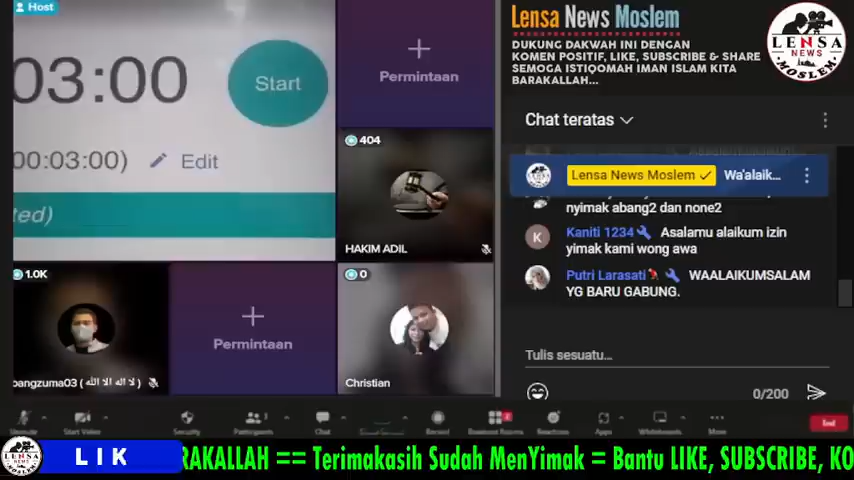 Host
03:00
Start
00:03:00)
Edit
ted)
Permintaan
404
HAKIM ADIL
1.0K
bangzuma03 ( لا اله الا الله )
Permintaan
0
Christian
Lensa News Moslem
DUKUNG DAKWAH INI DENGAN
KOMEN POSITIF, LIKE, SUBSCRIBE & SHARE
SEMOGA ISTIQOMAH IMAN ISLAM KITA
BARAKALLAH...
LENSA
NEWS
MOSLEM
Chat teratas
Lensa News Moslem Wa'alaik...
nyimak abang2 dan none2
K
Kaniti 1234 Asalamu alaikum izin
yimak kami wong awa
Putri Larasati WAALAIKUMSALAM
YG BARU GABUNG.
Tulis sesuatu...
0/200
Unmute
Start Video
Security
Participants
Chat
Record
Breakout Rooms
Reactions
Apps
Whiteboards
More
End
LENSA
NEWS
MOSLEM
LIK
RAKALLAH == Terimakasih Sudah MenYimak = Bantu LIKE, SUBSCRIBE, KO